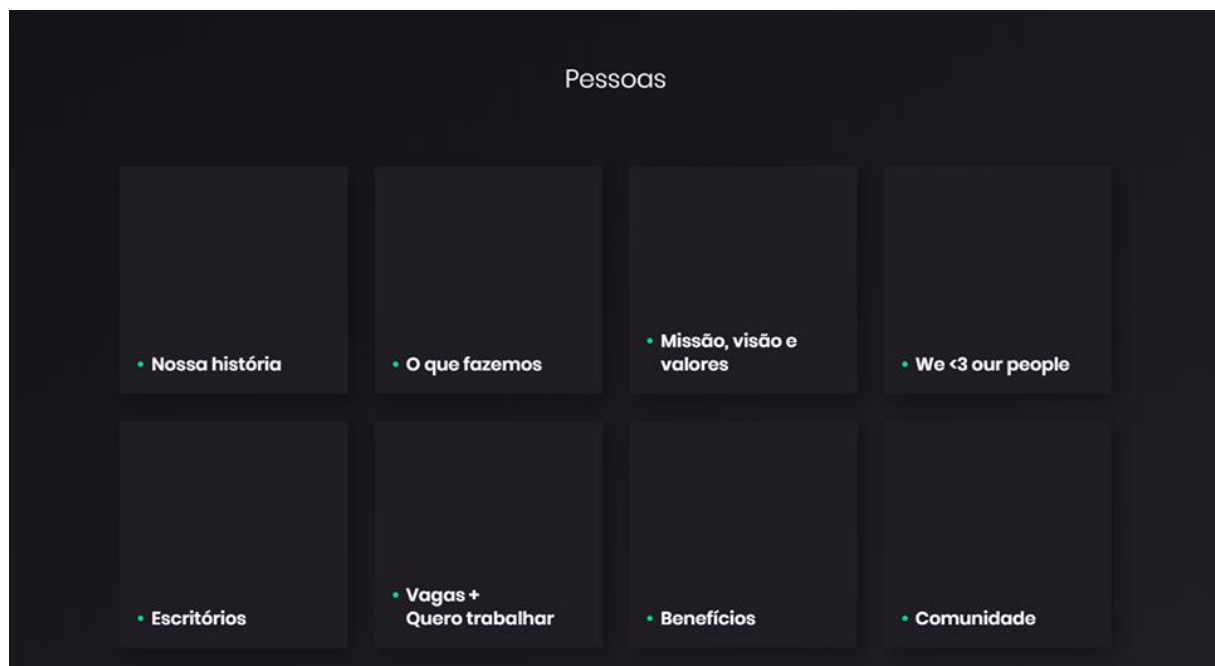 Pessoas
• Nossa história
• O que fazemos
• Missão, visão e
valores
• We <3 our people
• Escritórios
• Vagas +
Quero trabalhar
• Benefícios
• Comunidade